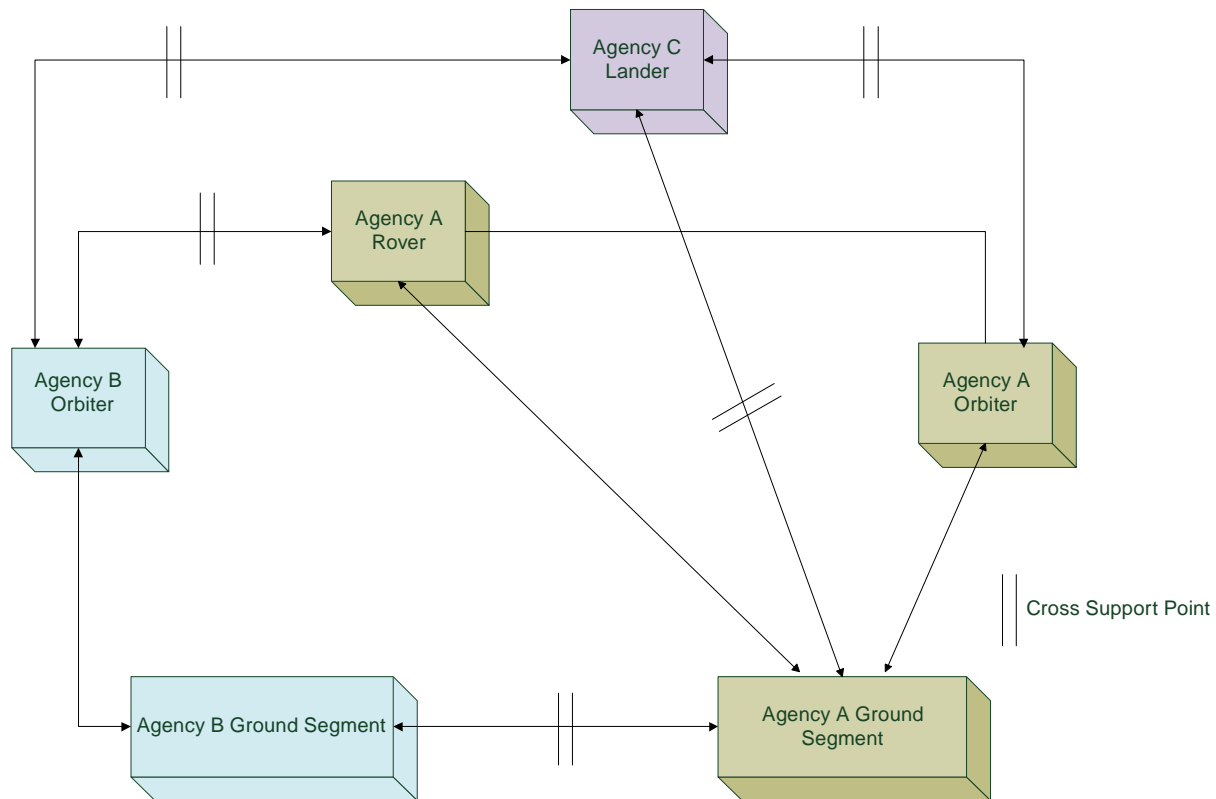 Agency C
Lander
Agency A
Rover
Agency B
Orbiter
Agency A
Orbiter
Cross Support Point
Agency B Ground Segment
Agency A Ground
Segment